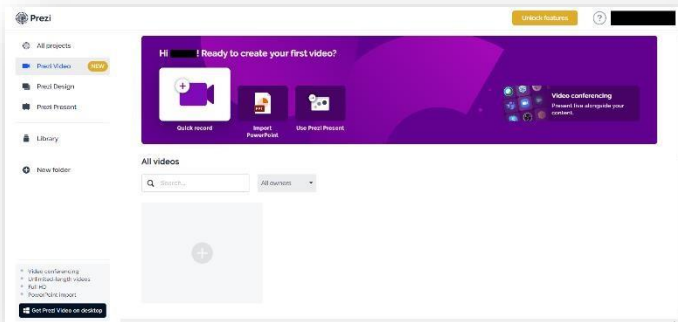 Prezi
Unlock features
?
All projects
Prezi Video NEW
Prezi Design
Prezi Present
Library
New folder
Hi ! Ready to create your first video?
Quick record
Import
PowerPoint
Use Prezi Present
Video conferencing
Present live alongside your
content.
All videos
Search...
All owners
Video conferencing
Unlimited-length videos
Full HD
PowerPoint import
Get Prezi Video on desktop